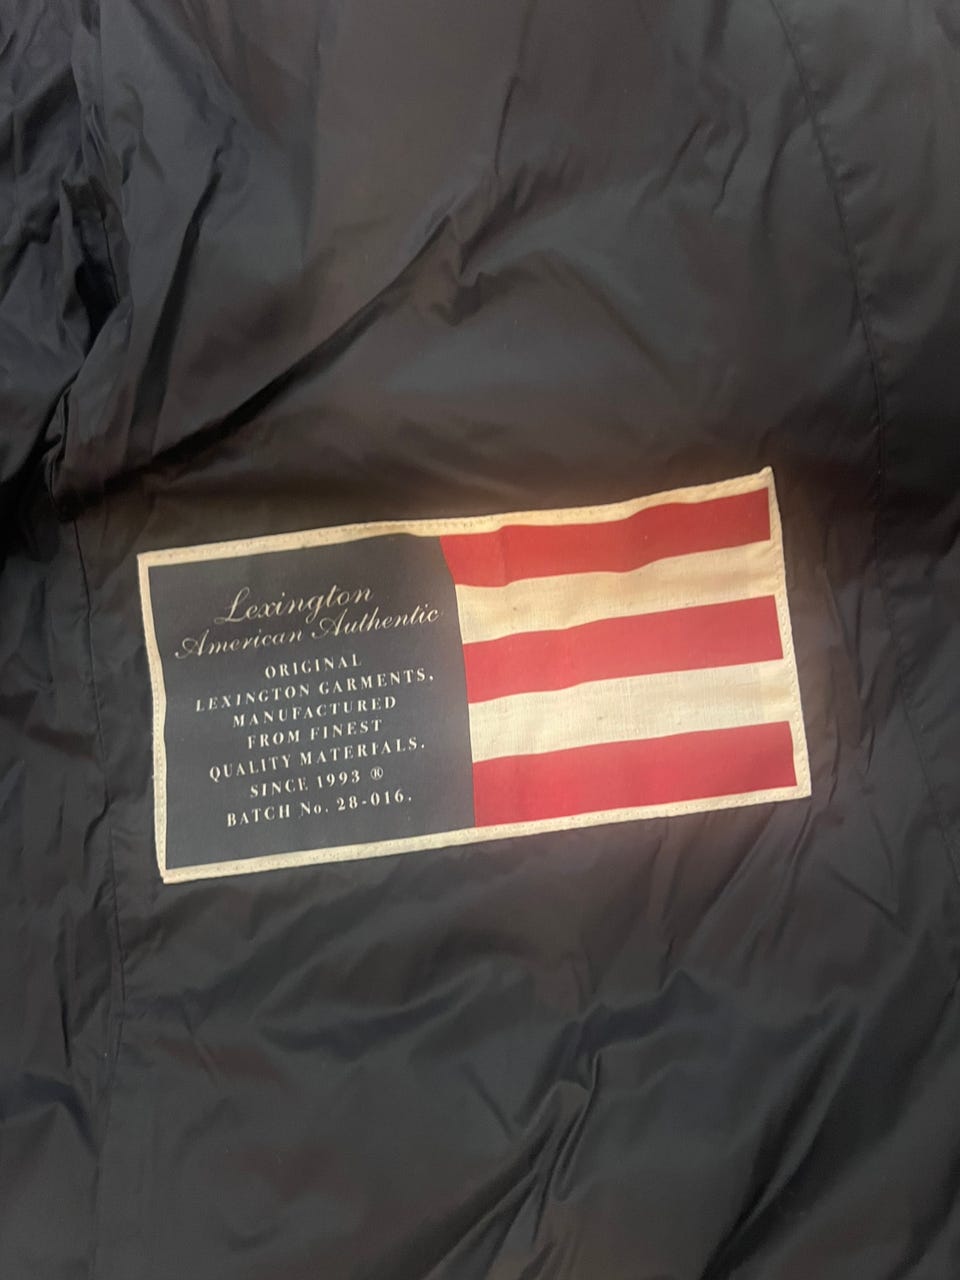 Lexington
American Authentic
ORIGINAL
LEXINGTON GARMENTS,
MANUFACTURED
FROM FINEST
QUALITY MATERIALS.
SINCE 1993 ®
BATCH No. 28-016.